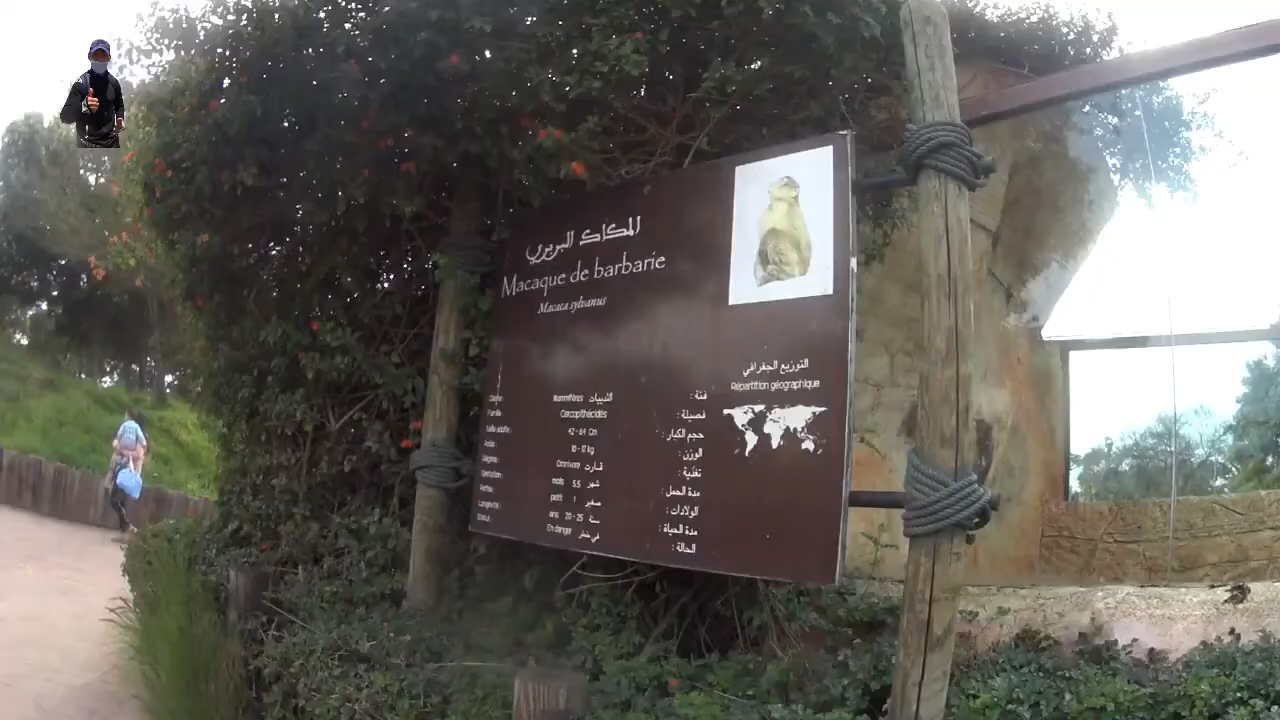 المكاك البربري
Macaque de barbarie
Macaca sylvanus
التوزيع الجغرافي
Répartition géographique
Classe: Mammifères الثدييات فئة :
Famille: Cercopithécidés فصيلة :
Taille adulte: 42 - 64 Cm حجم الكبار :
Poids: 10 - 17 kg الوزن :
Régime: Omnivore قارت تغذية :
Gestation: mois 5.5 شهر مدة الحمل :
Portée: petit 1 صغير الولادات :
Longévité: ans 20 - 25 سنة مدة الحياة :
Statut: En danger في خطر الحالة :